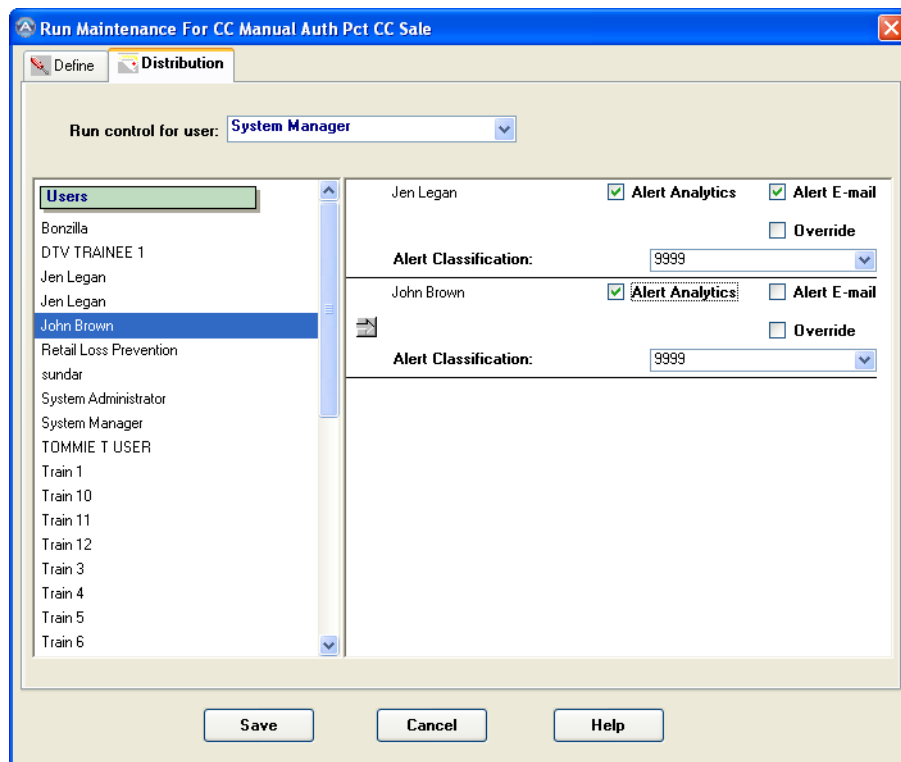 Run Maintenance For CC Manual Auth Pct CC Sale
Define
Distribution
Run control for user: System Manager
Users
Bonzilla
DTV TRAINEE 1
Jen Legan
Jen Legan
John Brown
Retail Loss Prevention
sundar
System Administrator
System Manager
TOMMIE T USER
Train 1
Train 10
Train 11
Train 12
Train 3
Train 4
Train 5
Train 6
Jen Legan Alert Analytics Alert E-mail
Override
Alert Classification: 9999
John Brown Alert Analytics Alert E-mail
Override
Alert Classification: 9999
Save Cancel Help